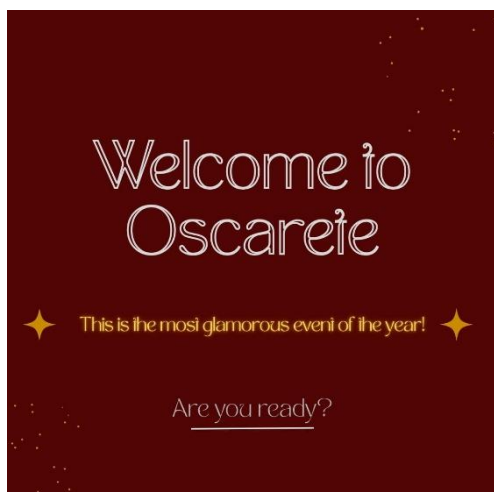 Welcome to
Oscarete
This is the most glamorous event of the year!
Are you ready?